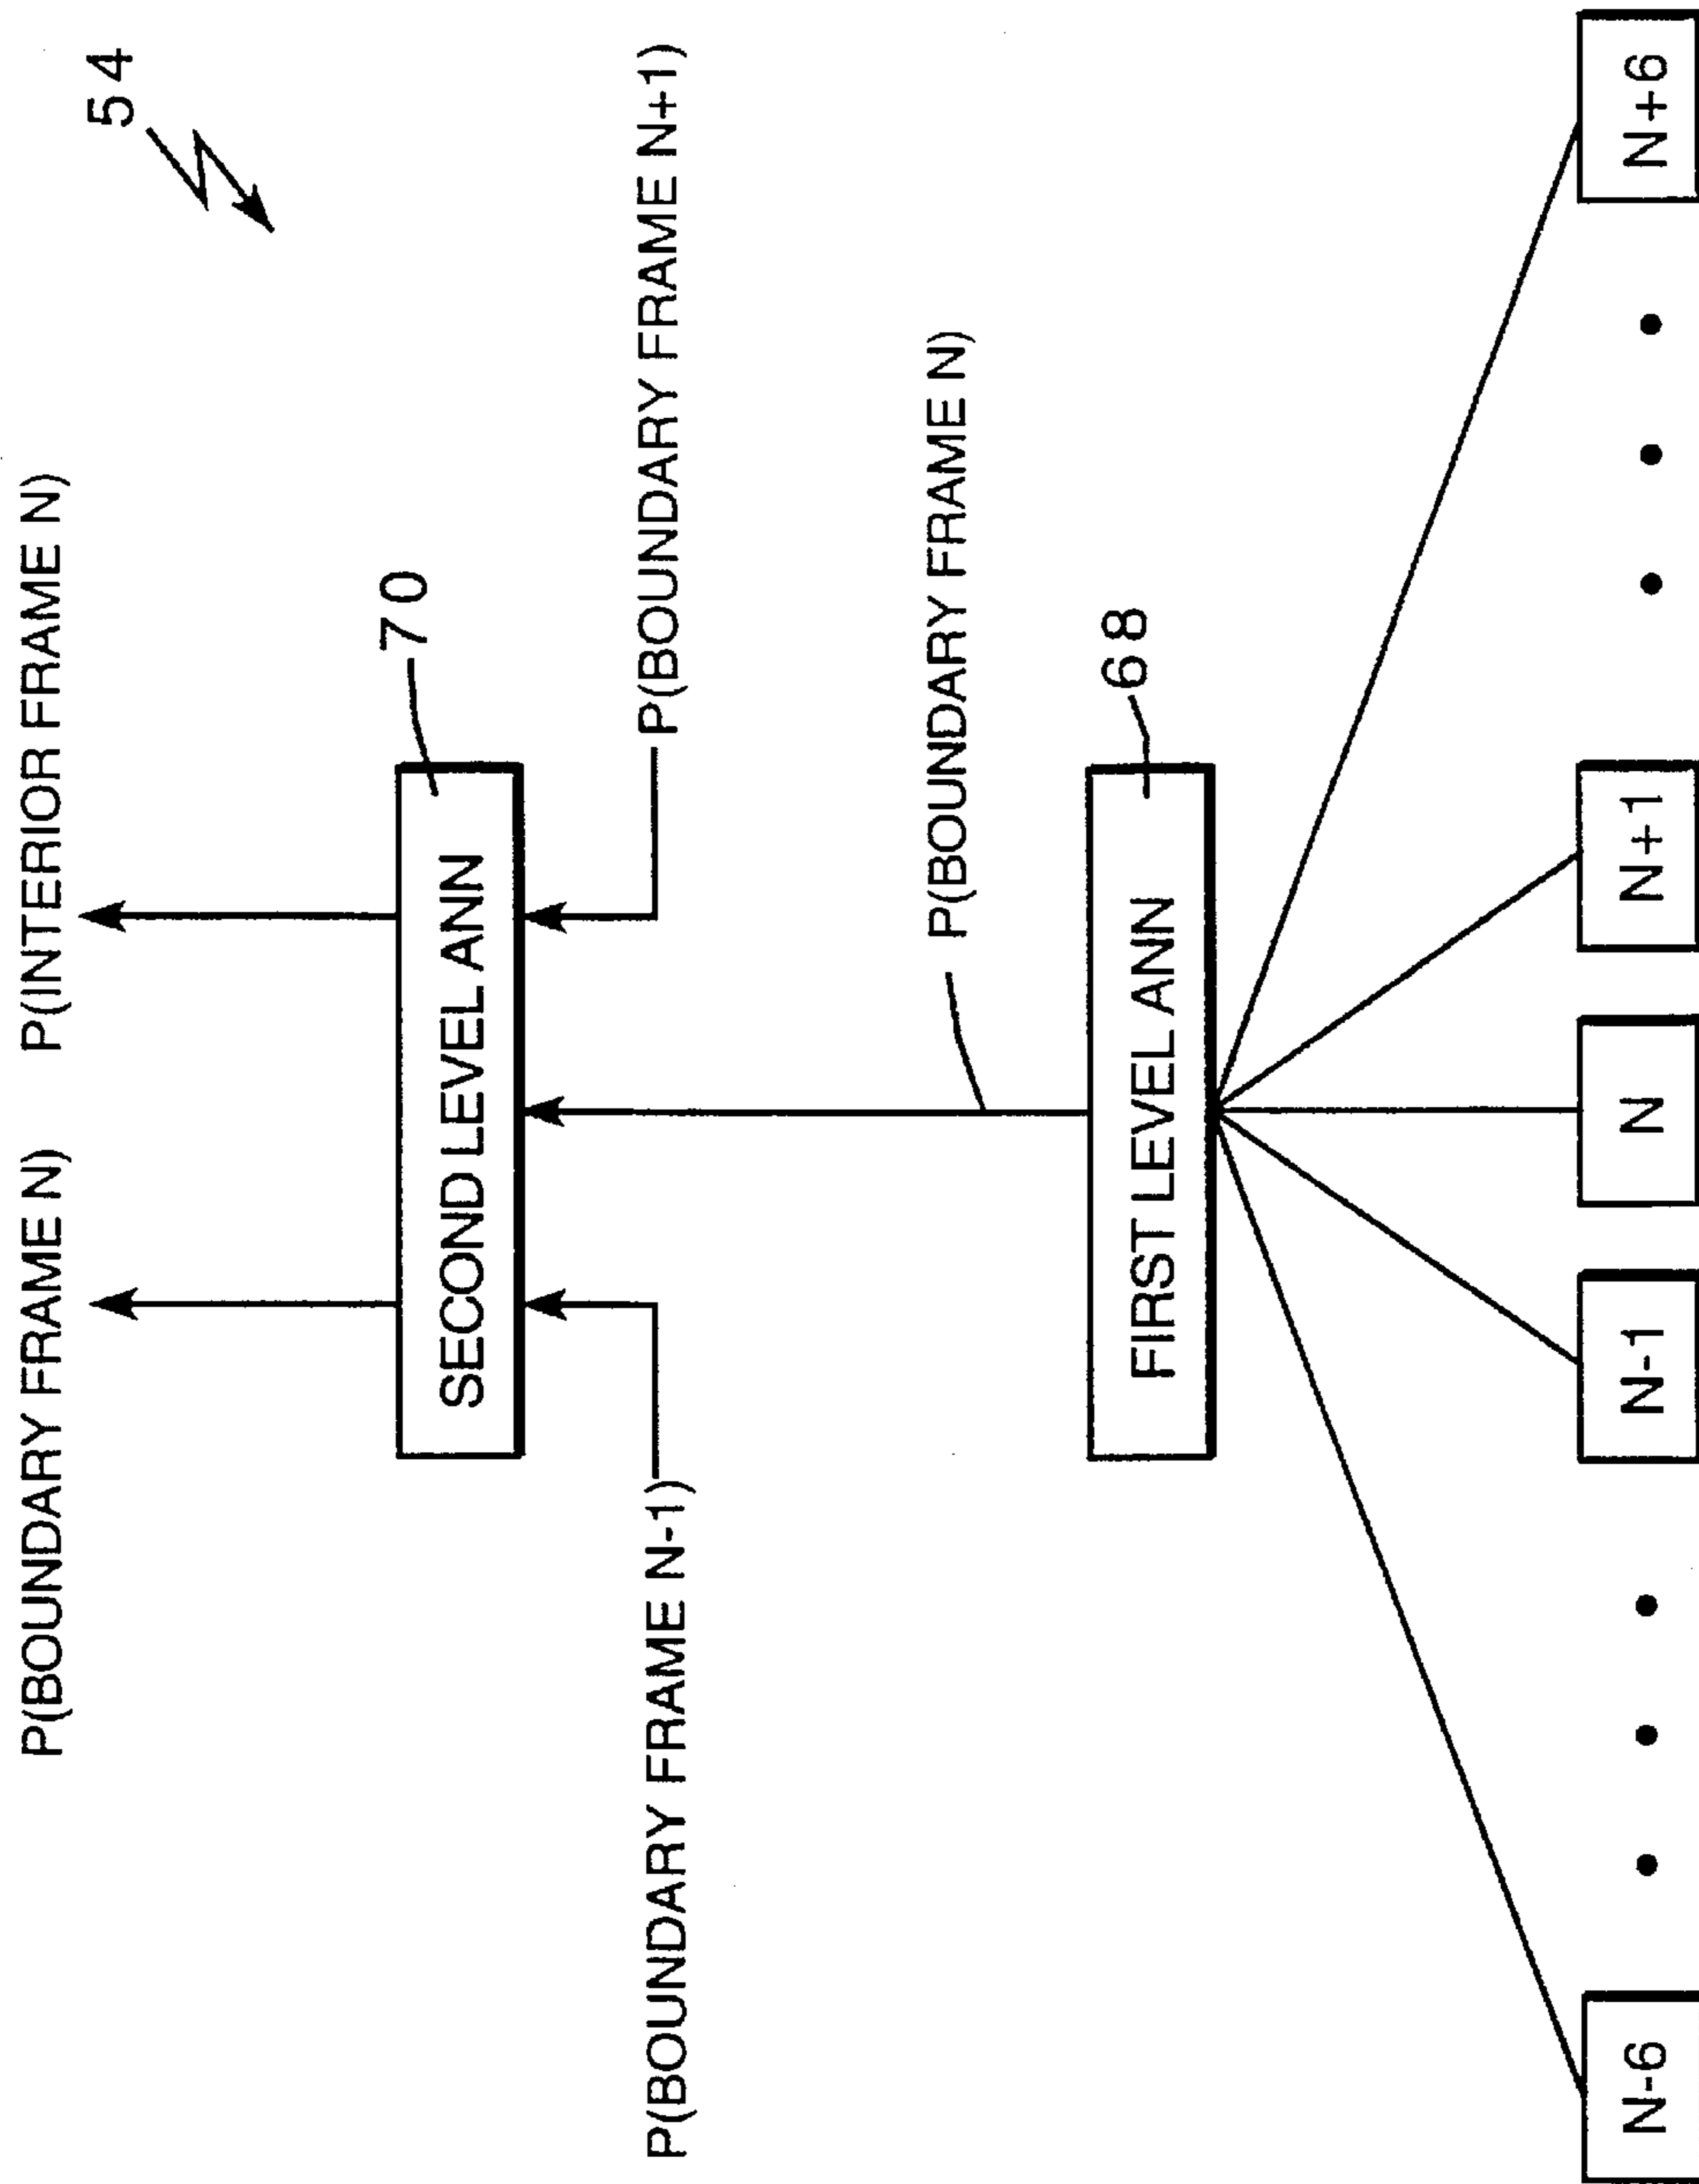 54
P(BOUNDARY FRAME N)
P(INTERIOR FRAME N)
70
SECOND LEVEL ANN
P(BOUNDARY FRAME N-1)
P(BOUNDARY FRAME N+1)
P(BOUNDARY FRAME N)
68
FIRST LEVEL ANN
N-6
N-1
N
N+1
N+6